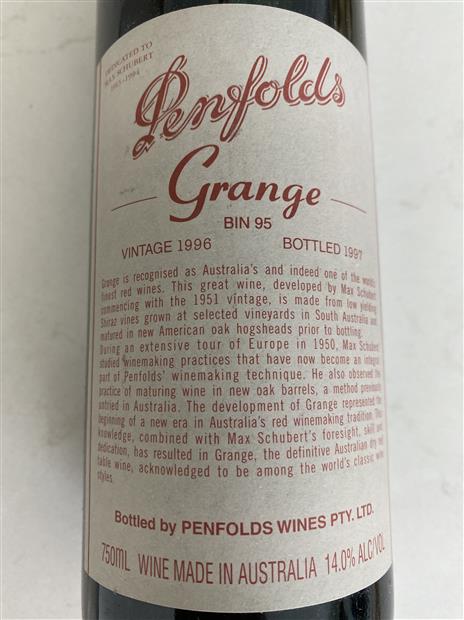 DEDICATED TO
MAX SCHUBERT
1915-1994
Penfolds
Grange
BIN 95
VINTAGE 1996 BOTTLED 1997
Grange is recognised as Australia's and indeed one of the world's
finest red wines. This great wine, developed by Max Schubert
commencing with the 1951 vintage, is made from low yielding
Shiraz vines grown at selected vineyards in South Australia and
matured in new American oak hogsheads prior to bottling.
During an extensive tour of Europe in 1950, Max Schubert
studied winemaking practices that have now become an integral
part of Penfolds' winemaking technique. He also observed the
practice of maturing wine in new oak barrels, a method previously
untried in Australia. The development of Grange represented the
beginning of a new era in Australia's red winemaking tradition. This
knowledge, combined with Max Schubert's foresight, skill and
dedication, has resulted in Grange, the definitive Australian dry red
table wine, acknowledged to be among the world's classic wine
styles.
Bottled by PENFOLDS WINES PTY. LTD.
750ML WINE MADE IN AUSTRALIA 14.0% ALC/VOL